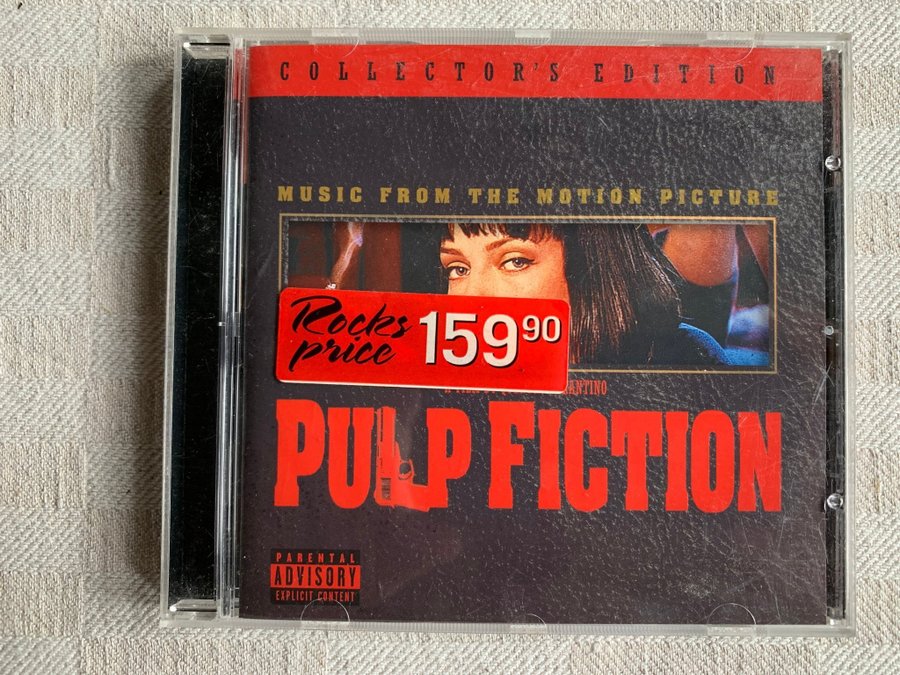 COLLECTOR'S EDITION
MUSIC FROM THE MOTION PICTURE
Rocks
price
159 90
PULP FICTION
PARENTAL
ADVISORY
EXPLICIT CONTENT